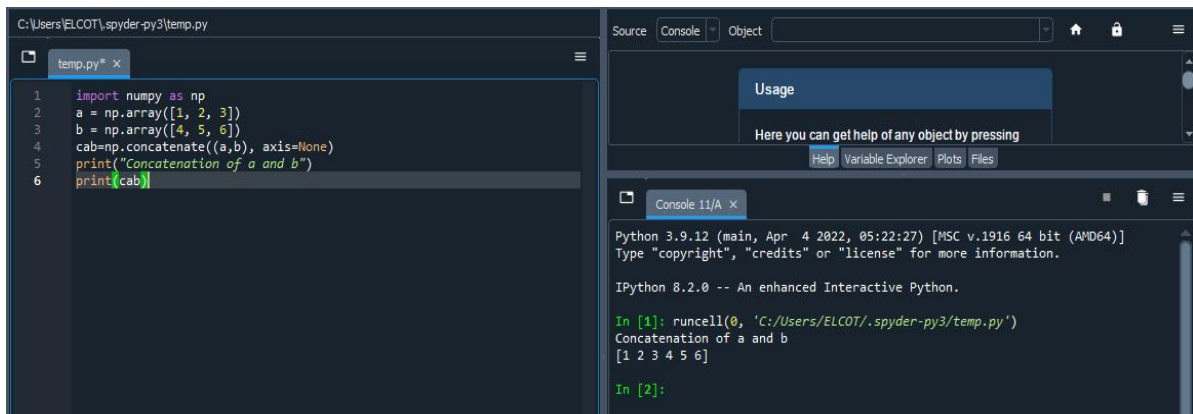 C:\Users\ELCOT\.spyder-py3\temp.py
temp.py* ×
1 import numpy as np
2 a = np.array([1, 2, 3])
3 b = np.array([4, 5, 6])
4 cab=np.concatenate((a,b), axis=None)
5 print("Concatenation of a and b")
6 print(cab)
Source Console Object
Usage
Here you can get help of any object by pressing
Help Variable Explorer Plots Files
Console 11/A ×
Python 3.9.12 (main, Apr  4 2022, 05:22:27) [MSC v.1916 64 bit (AMD64)]
Type "copyright", "credits" or "license" for more information.
IPython 8.2.0 -- An enhanced Interactive Python.
In [1]: runcell(0, 'C:/Users/ELCOT/.spyder-py3/temp.py')
Concatenation of a and b
[1 2 3 4 5 6]
In [2]: